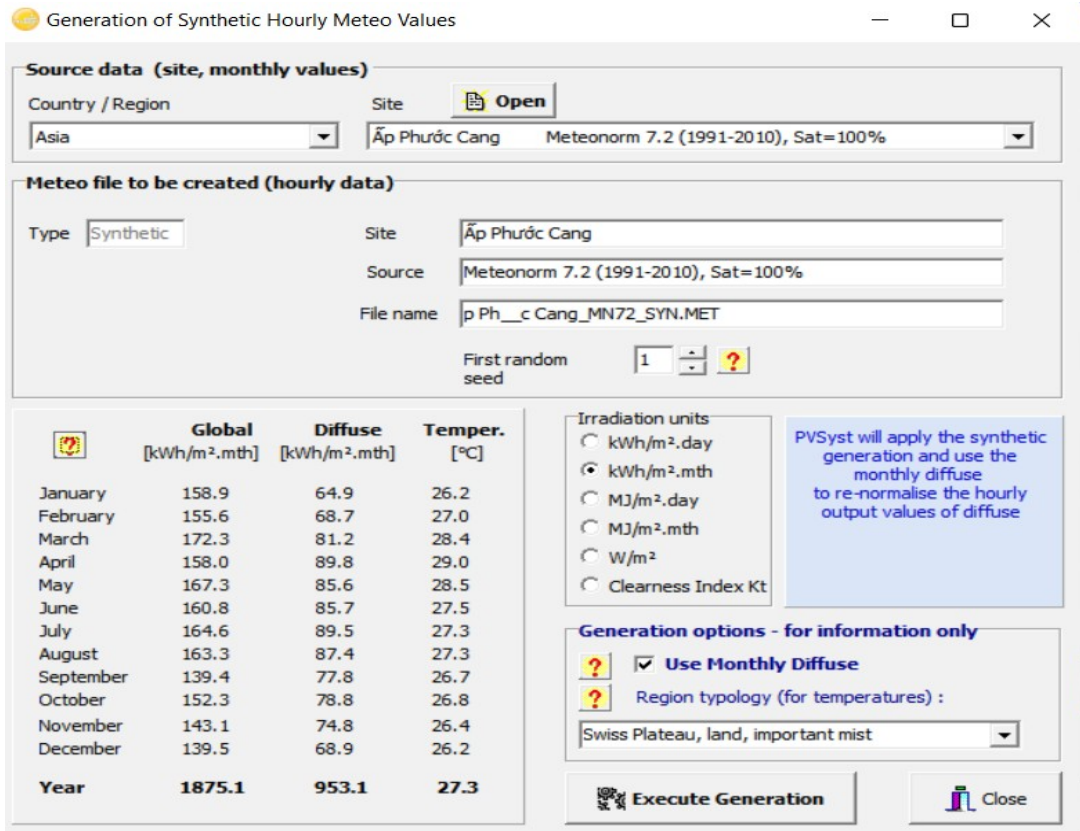 Generation of Synthetic Hourly Meteo Values
Source data (site, monthly values)
Country / Region Site Open
Asia Ấp Phước Cang Meteonorm 7.2 (1991-2010), Sat=100%
Meteo file to be created (hourly data)
Type Synthetic Site Ấp Phước Cang
Source Meteonorm 7.2 (1991-2010), Sat=100%
File name p Ph__c Cang_MN72_SYN.MET
First random seed 1 ?
? Global Diffuse Temper.
[kWh/m².mth] [kWh/m².mth] [°C]
January 158.9 64.9 26.2
February 155.6 68.7 27.0
March 172.3 81.2 28.4
April 158.0 89.8 29.0
May 167.3 85.6 28.5
June 160.8 85.7 27.5
July 164.6 89.5 27.3
August 163.3 87.4 27.3
September 139.4 77.8 26.7
October 152.3 78.8 26.8
November 143.1 74.8 26.4
December 139.5 68.9 26.2
Year 1875.1 953.1 27.3
Irradiation units
kWh/m².day
kWh/m².mth
MJ/m².day
MJ/m².mth
W/m²
Clearness Index Kt
PVSyst will apply the synthetic
generation and use the
monthly diffuse
to re-normalise the hourly
output values of diffuse
Generation options - for information only
? Use Monthly Diffuse
? Region typology (for temperatures) :
Swiss Plateau, land, important mist
Execute Generation Close